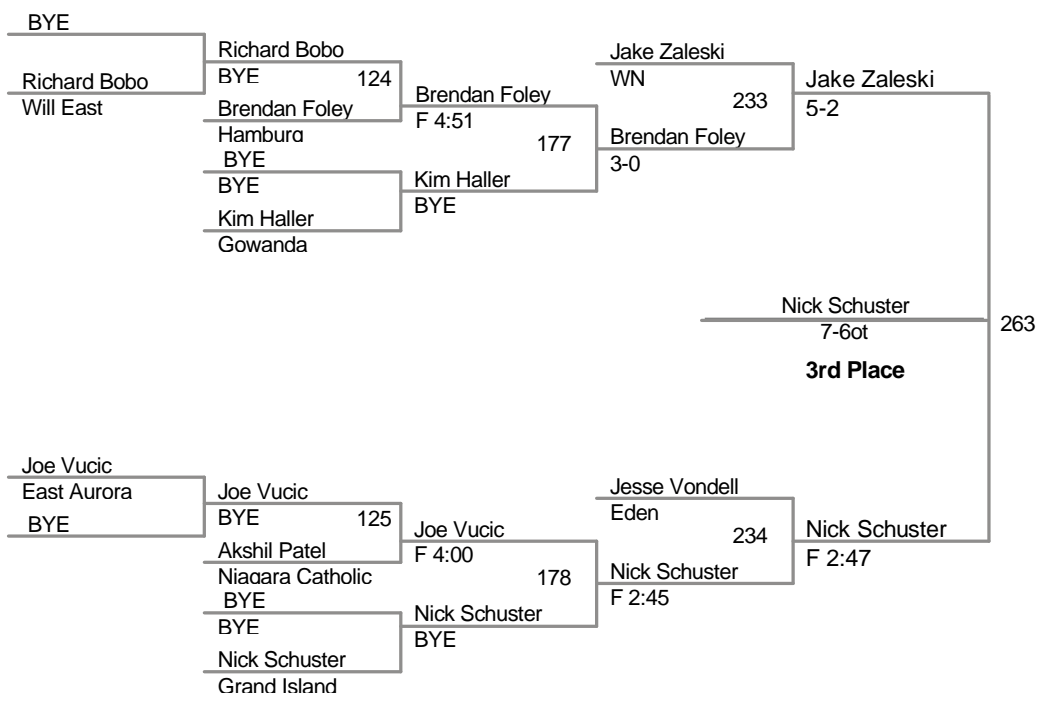 BYE
Richard Bobo
Will East
Richard Bobo
BYE
124
Brendan Foley
Hamburg
BYE
BYE
Kim Haller
Gowanda
Brendan Foley
F 4:51
177
Kim Haller
BYE
Jake Zaleski
WN
233
Brendan Foley
3-0
Jake Zaleski
5-2
Nick Schuster
7-6ot
263
3rd Place
Joe Vucic
East Aurora
BYE
Joe Vucic
BYE
125
Akshil Patel
Niagara Catholic
BYE
BYE
Nick Schuster
Grand Island
Joe Vucic
F 4:00
178
Nick Schuster
BYE
Jesse Vondell
Eden
234
Nick Schuster
F 2:45
Nick Schuster
F 2:47